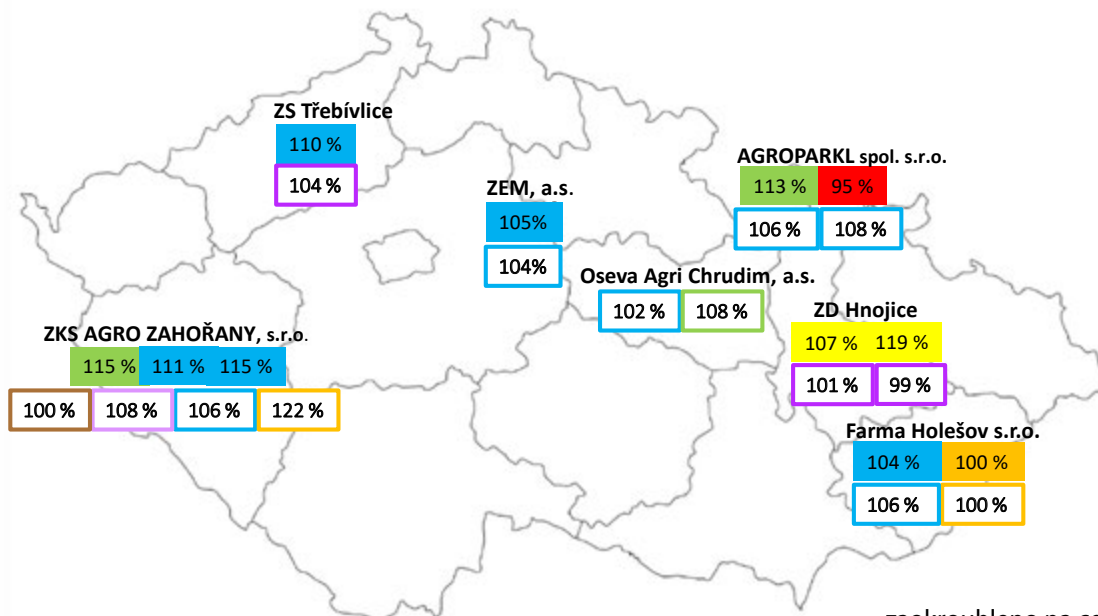 ZS Třebívlice
110 %
104 %
AGROPARKL spol. s.r.o.
113 % 95 %
106 % 108 %
ZEM, a.s.
105%
104%
Oseva Agri Chrudim, a.s.
102 % 108 %
ZD Hnojice
107 % 119 %
101 % 99 %
ZKS AGRO ZAHOŘANY, s.r.o.
115 % 111 % 115 %
100 % 108 % 106 % 122 %
Farma Holešov s.r.o.
104 % 100 %
106 % 100 %